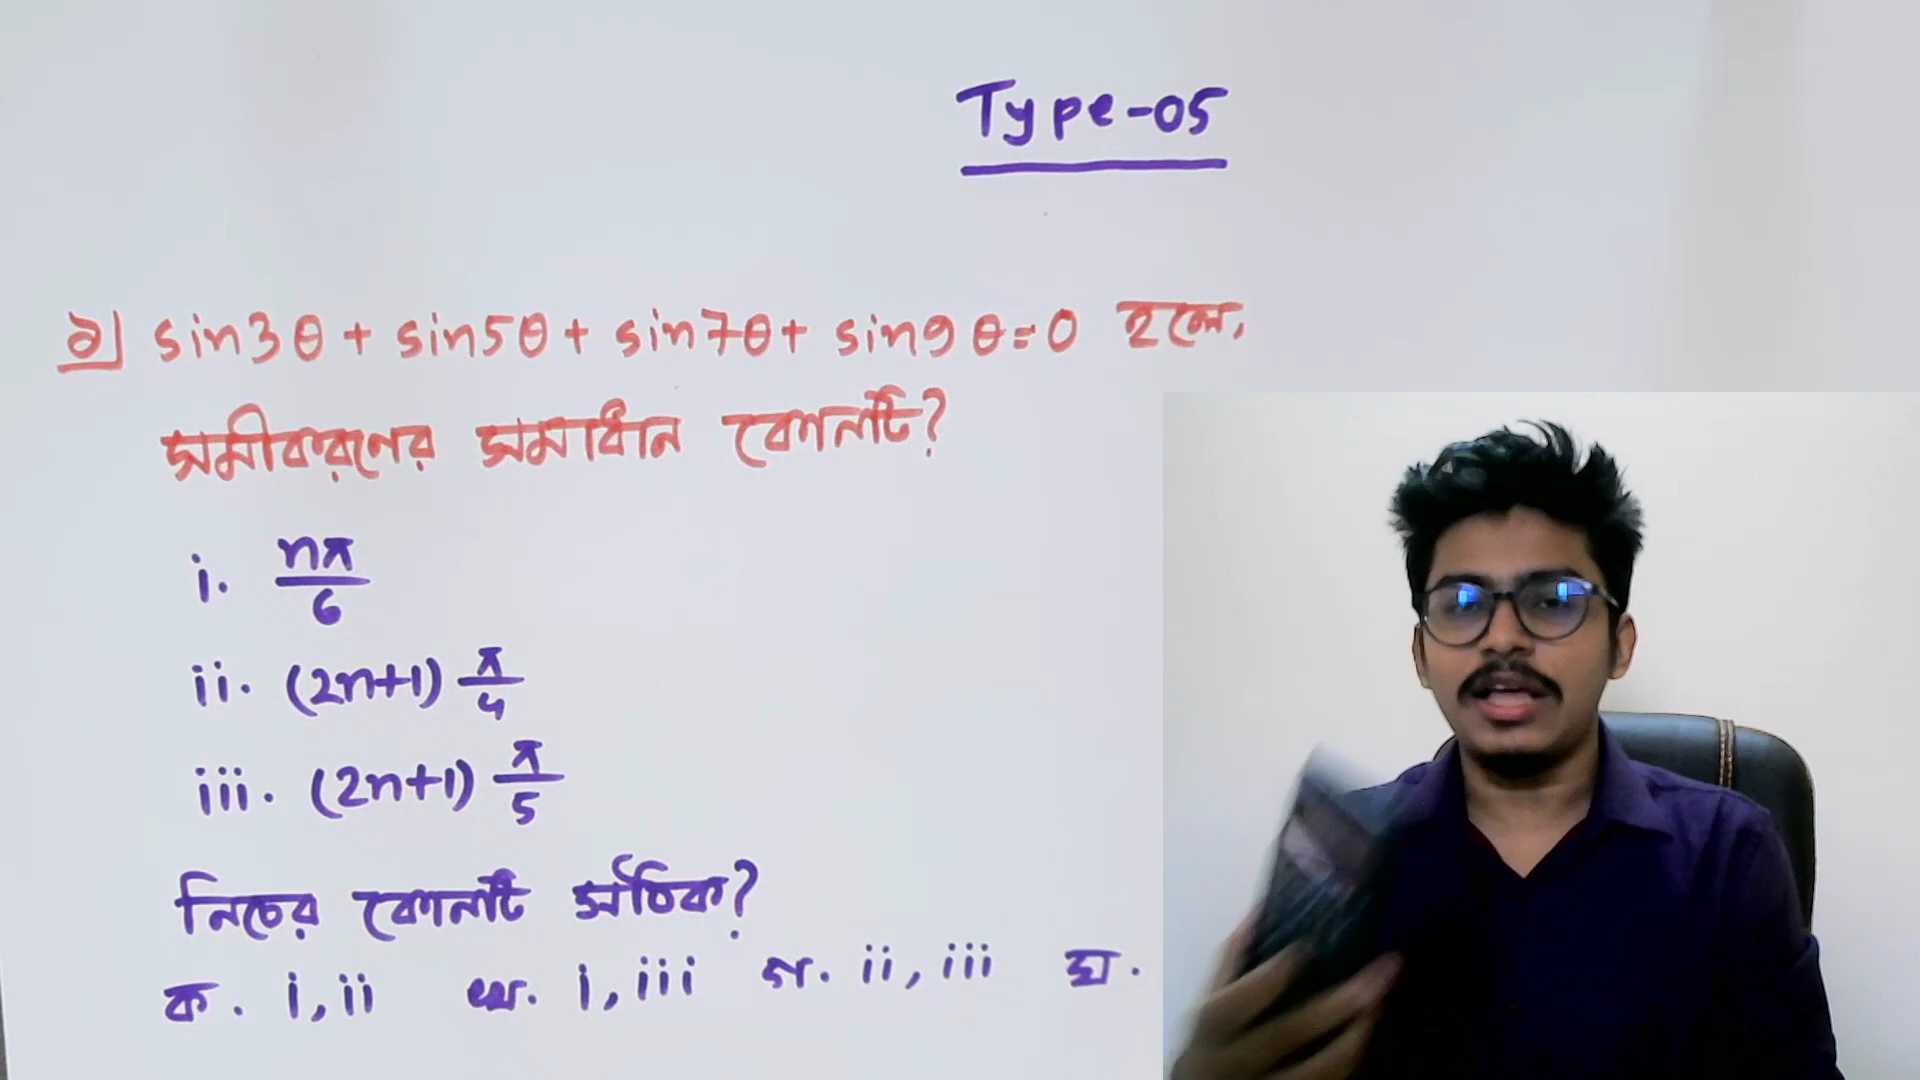 Type-05
১| sin3θ + sin5θ + sin7θ + sin9θ = 0 হলে,
সমীকরণের সমাধান কোনটি?
i. nπ/6
ii. (2n+1) π/4
iii. (2n+1) π/5
নিচের কোনটি সঠিক?
ক. i, ii খ. i, iii গ. ii, iii ঘ.